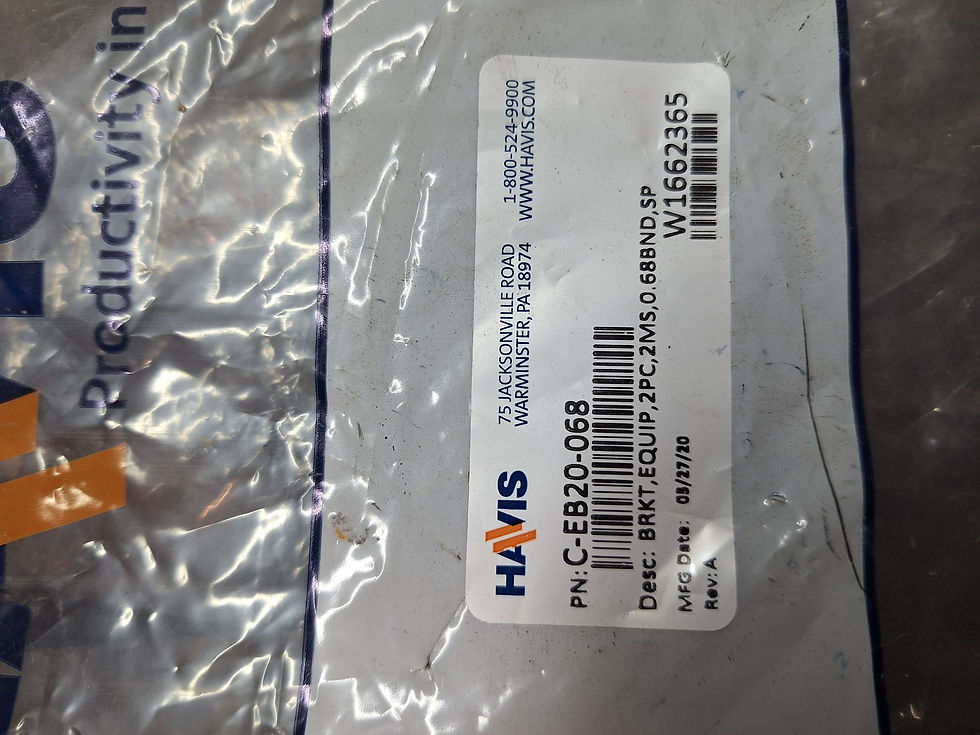 Productivity in
HAVIS
75 JACKSONVILLE ROAD
WARMINSTER, PA 18974
1-800-524-9900
WWW.HAVIS.COM
PN: C-EB20-068
Desc: BRKT,EQUIP,2PC,2MS,0.68BND,SP
MFG Date: 03/27/20
Rev: A
W1662365